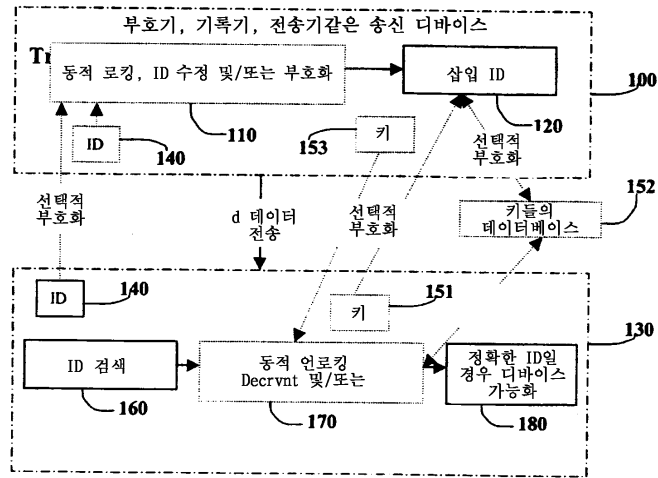 부호기, 기록기, 전송기같은 송신 디바이스
Tr
동적 로킹, ID 수정 및/또는 부호화
삽입 ID
100
110
120
ID
140
153
키
선택적
부호화
선택적
부호화
d 데이터
전송
선택적
부호화
키들의
데이터베이스
152
ID
140
키
151
130
ID 검색
동적 언로킹
Decrvnt 및/또는
정확한 ID일
경우 디바이스
가능화
160
170
180